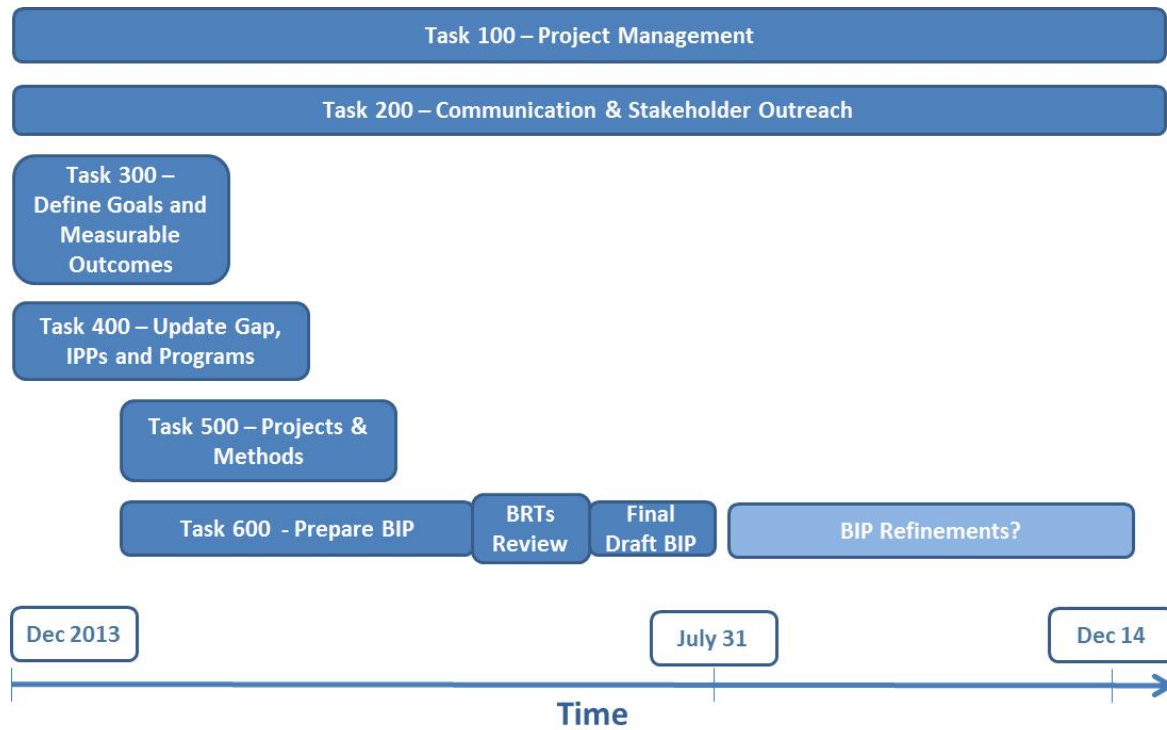 Task 100 – Project Management
Task 200 – Communication & Stakeholder Outreach
Task 300 –
Define Goals and
Measurable
Outcomes
Task 400 – Update Gap,
IPPs and Programs
Task 500 – Projects &
Methods
Task 600 - Prepare BIP
BRTs
Review
Final
Draft BIP
BIP Refinements?
Dec 2013
July 31
Dec 14
Time